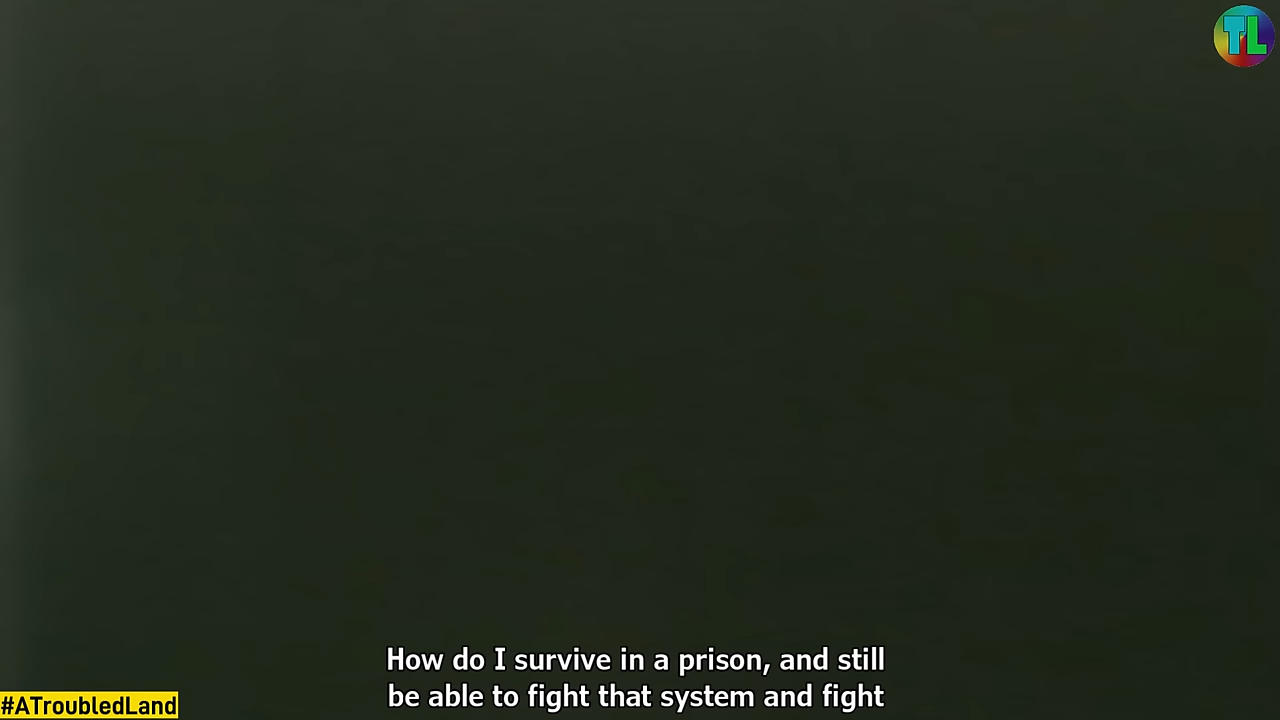 TL
How do I survive in a prison, and still
be able to fight that system and fight
#ATroubledLand